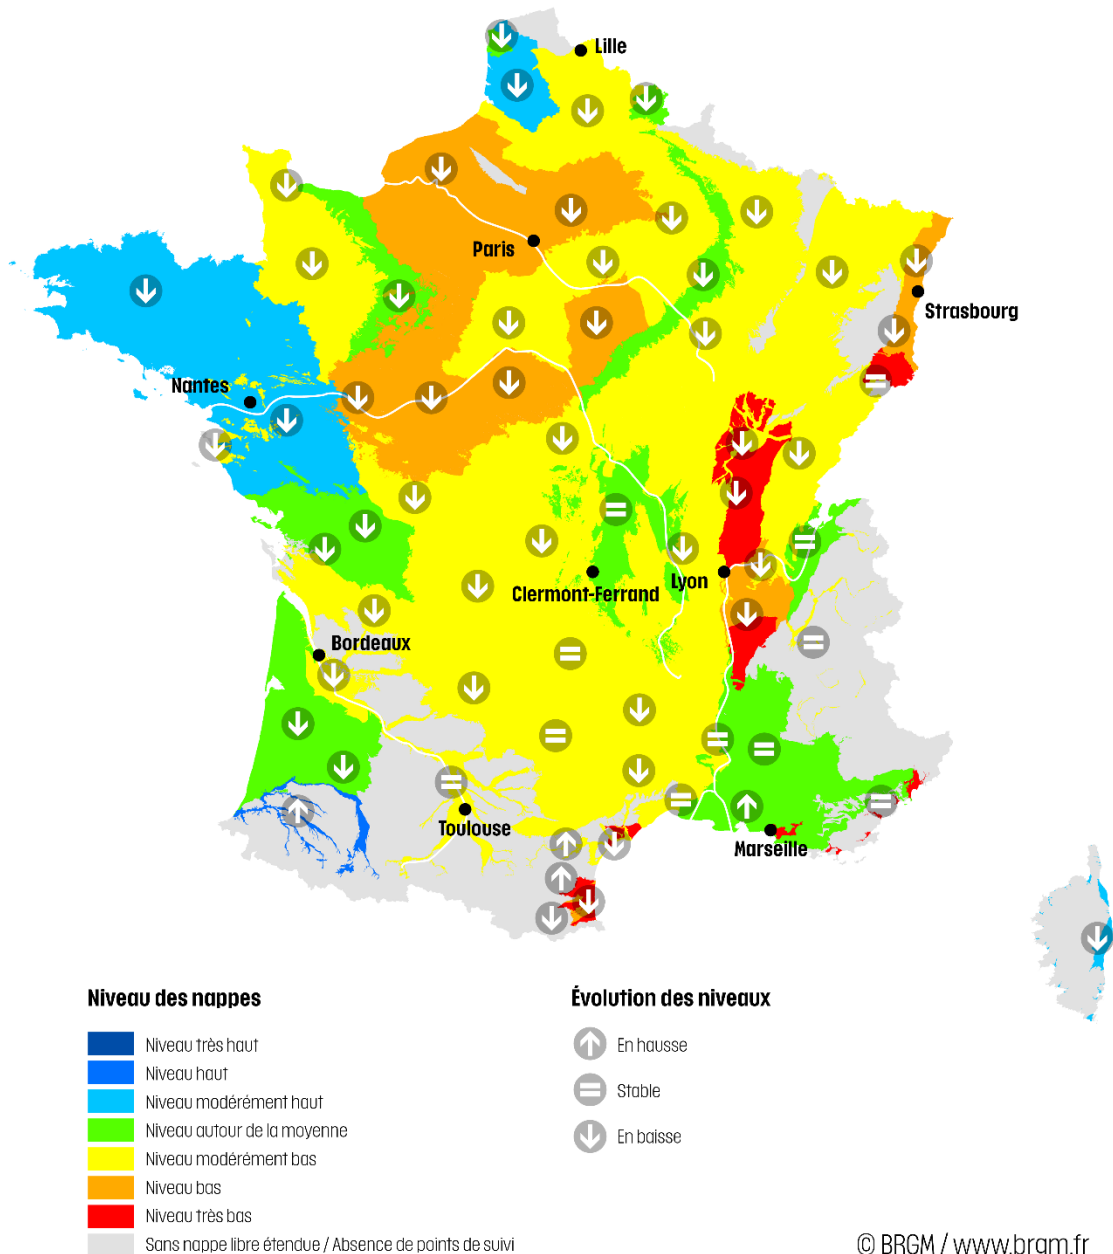 Lille
Paris
Strasbourg
Nantes
Clermont-Ferrand
Lyon
Bordeaux
Toulouse
Marseille
Niveau des nappes
Niveau très haut
Niveau haut
Niveau modérément haut
Niveau autour de la moyenne
Niveau modérément bas
Niveau bas
Niveau très bas
Sans nappe libre étendue / Absence de points de suivi
Évolution des niveaux
En hausse
Stable
En baisse
© BRGM / www.brgm.fr